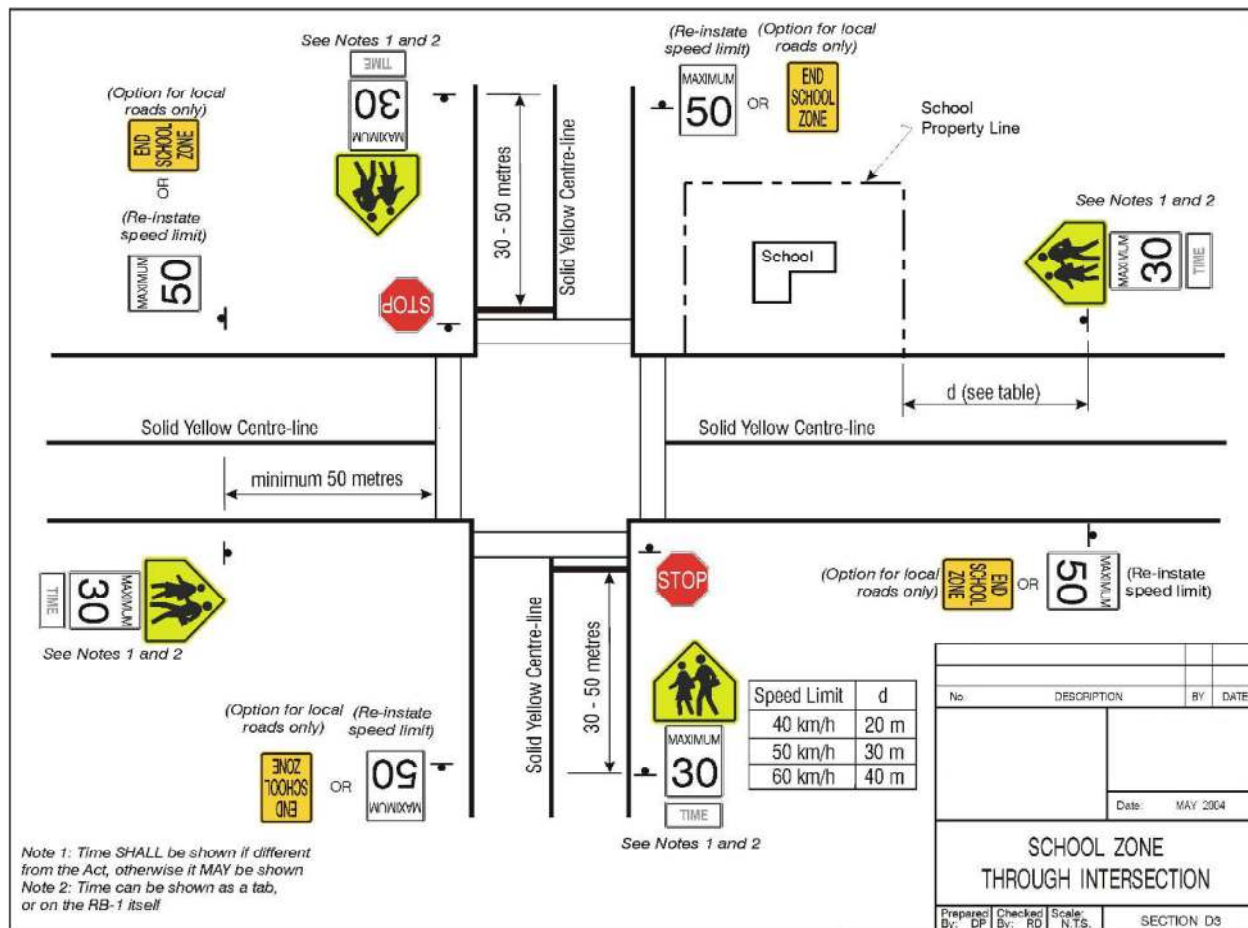 See Notes 1 and 2
TIME
30
MAXIMUM
(Option for local
roads only)
END
SCHOOL
ZONE
OR
(Re-instate
speed limit)
MAXIMUM
50
STOP
30 - 50 metres
Solid Yellow Centre-line
(Re-instate
speed limit)
MAXIMUM
50
OR
(Option for local
roads only)
END
SCHOOL
ZONE
School
Property Line
School
See Notes 1 and 2
MAXIMUM
30
TIME
d (see table)
Solid Yellow Centre-line
Solid Yellow Centre-line
minimum 50 metres
TIME
30
MAXIMUM
See Notes 1 and 2
(Option for local
roads only)
END
SCHOOL
ZONE
OR
(Re-instate
speed limit)
MAXIMUM
50
Solid Yellow Centre-line
30 - 50 metres
STOP
MAXIMUM
30
TIME
See Notes 1 and 2
(Option for local
roads only)
END
SCHOOL
ZONE
OR
MAXIMUM
50
(Re-instate
speed limit)
Speed Limit d
40 km/h 20 m
50 km/h 30 m
60 km/h 40 m
Note 1: Time SHALL be shown if different
from the Act, otherwise it MAY be shown
Note 2: Time can be shown as a tab,
or on the RB-1 itself
No. DESCRIPTION BY DATE
Date: MAY 2004
SCHOOL ZONE
THROUGH INTERSECTION
Prepared By: DP
Checked By: RD
Scale: N.T.S.
SECTION D3